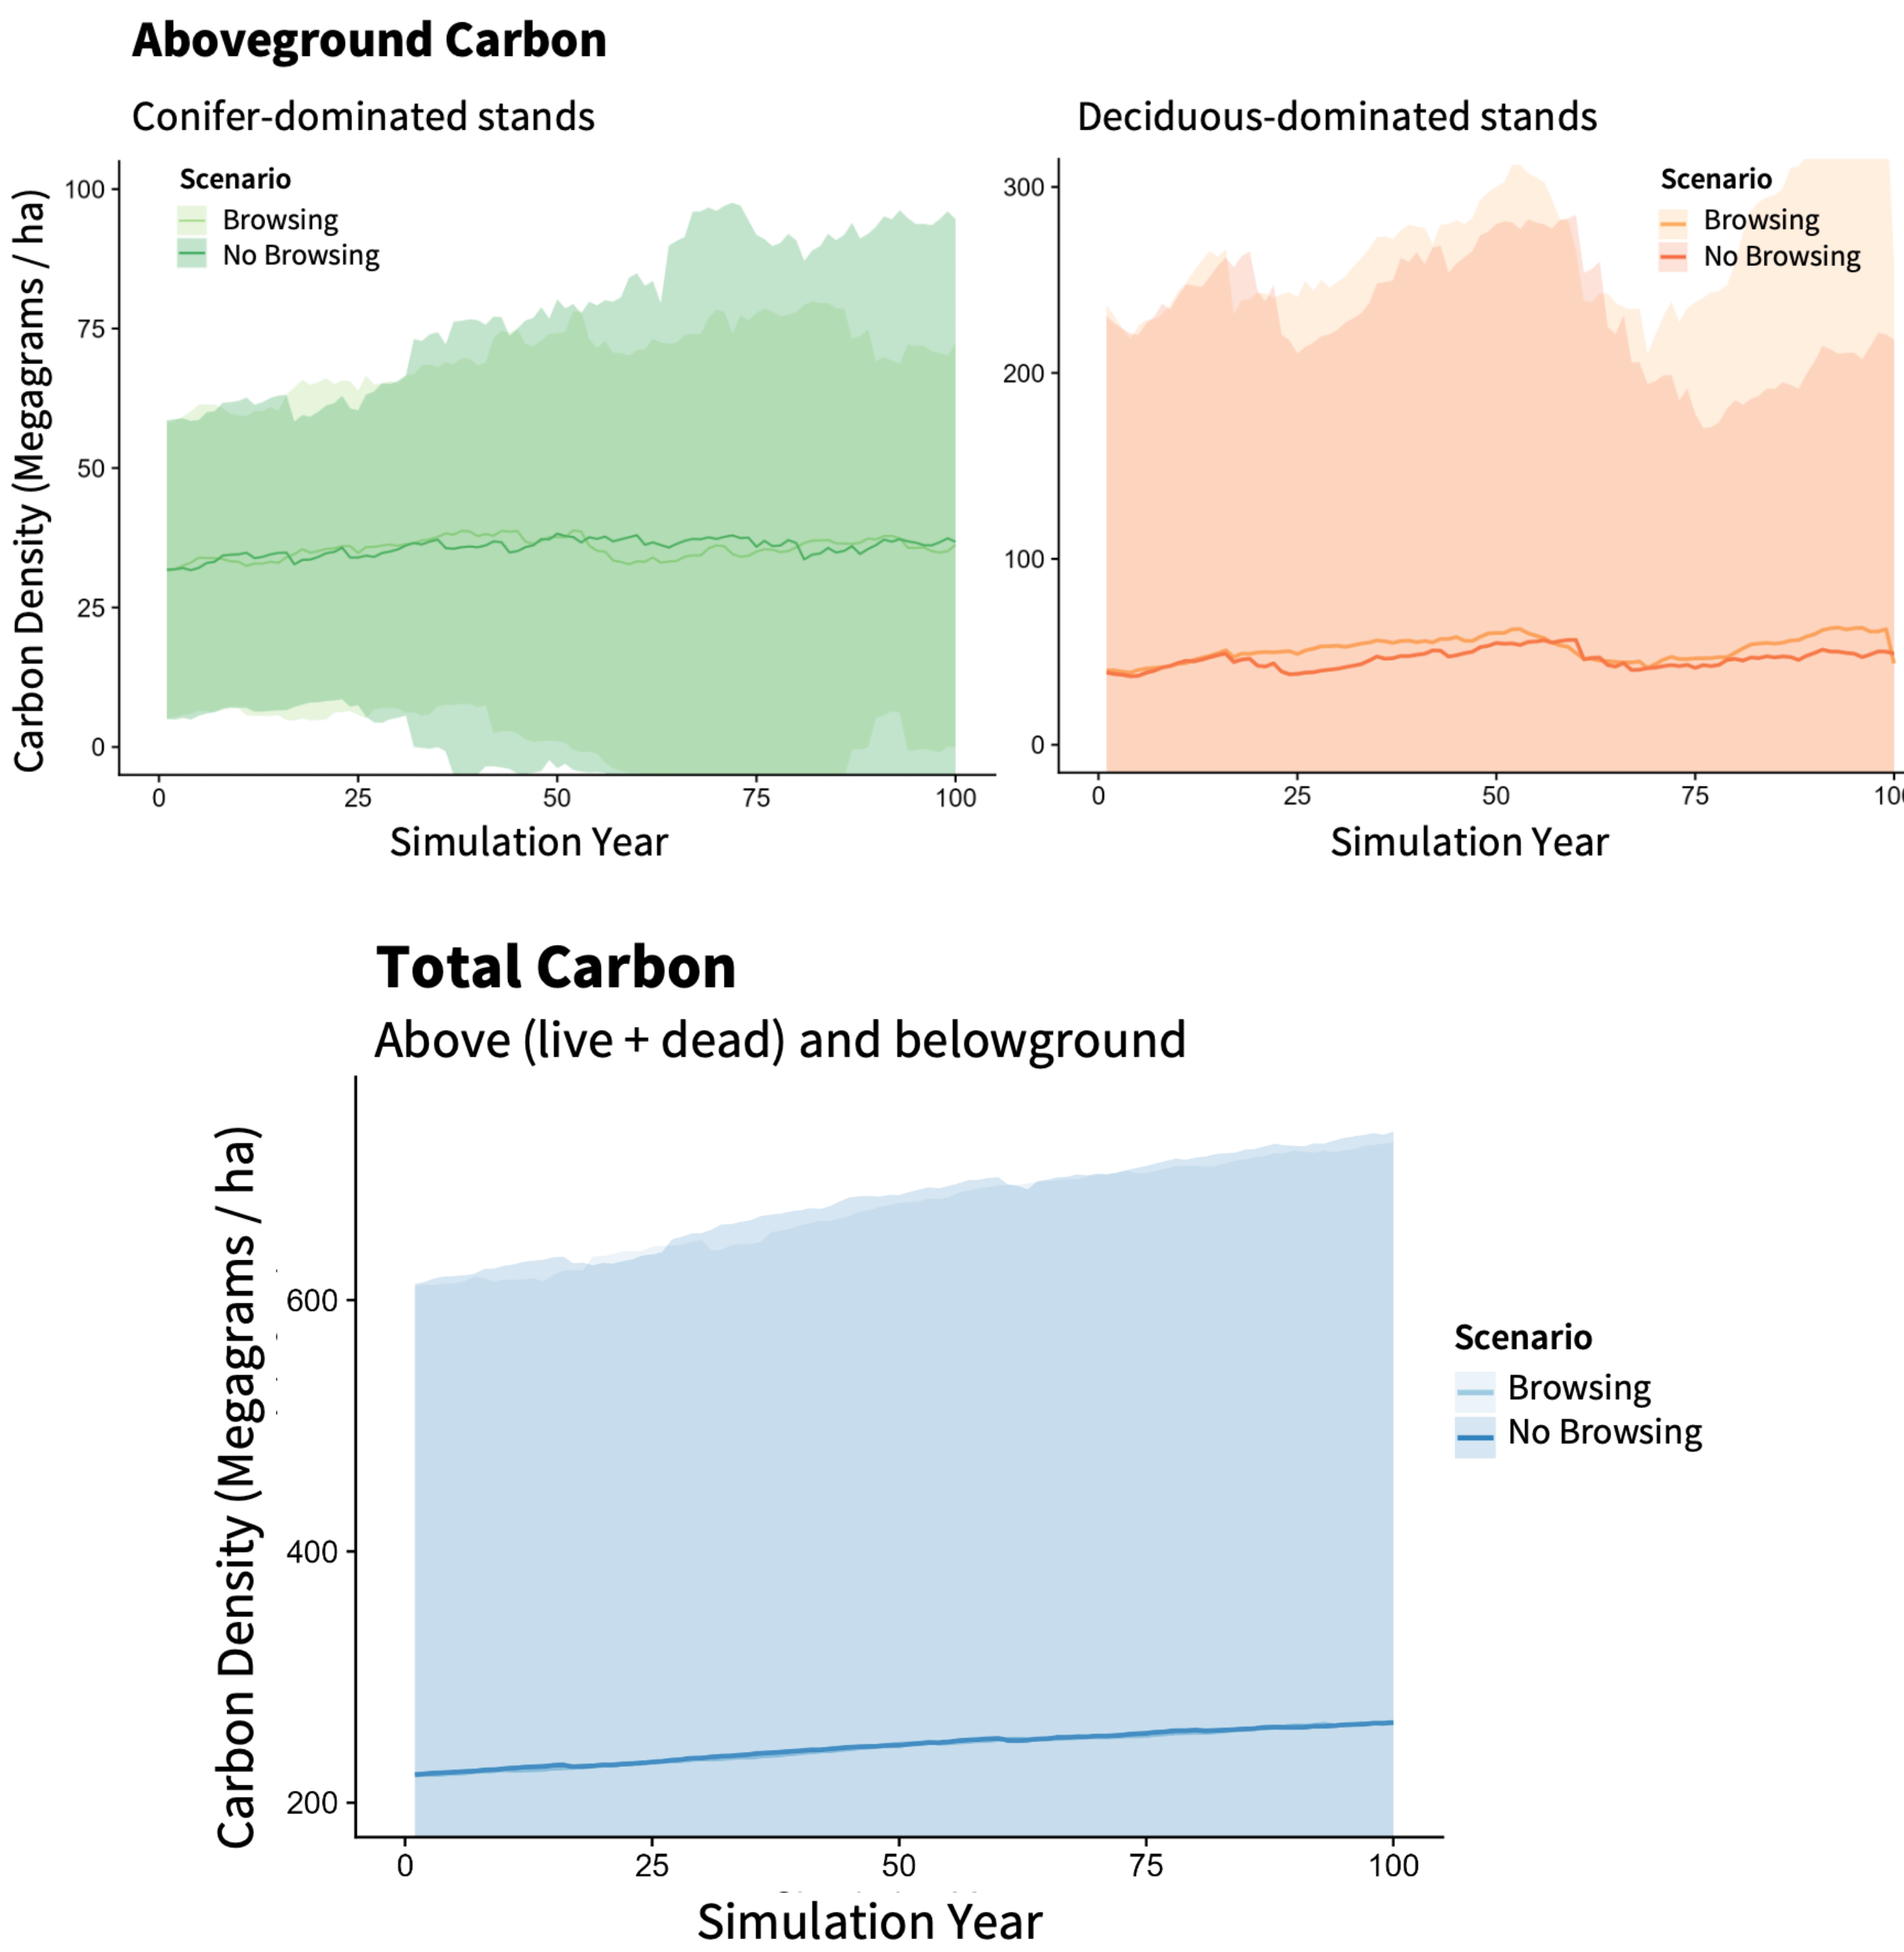 Aboveground Carbon
Conifer-dominated stands
Carbon Density (Megagrams / ha)
100
75
50
25
0
Scenario
Browsing
No Browsing
0 25 50 75 100
Simulation Year
Deciduous-dominated stands
300
200
100
0
Scenario
Browsing
No Browsing
0 25 50 75 10
Simulation Year
Total Carbon
Above (live + dead) and belowground
Carbon Density (Megagrams / ha)
600
400
200
0 25 50 75 100
Simulation Year
Scenario
Browsing
No Browsing